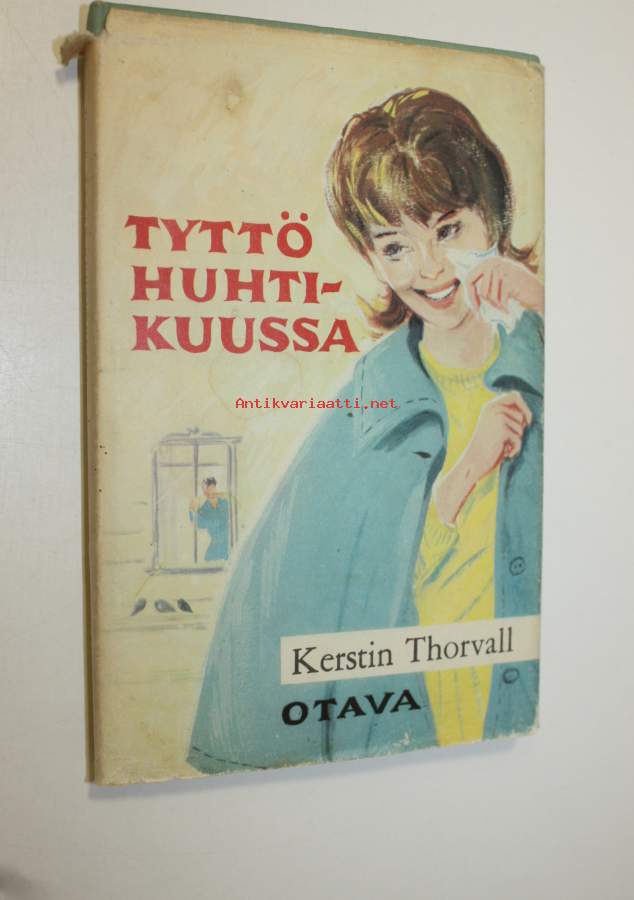 TYTTÖ
HUHTI-
KUUSSA
Antikvariaatti.net
Kerstin Thorvall
OTAVA